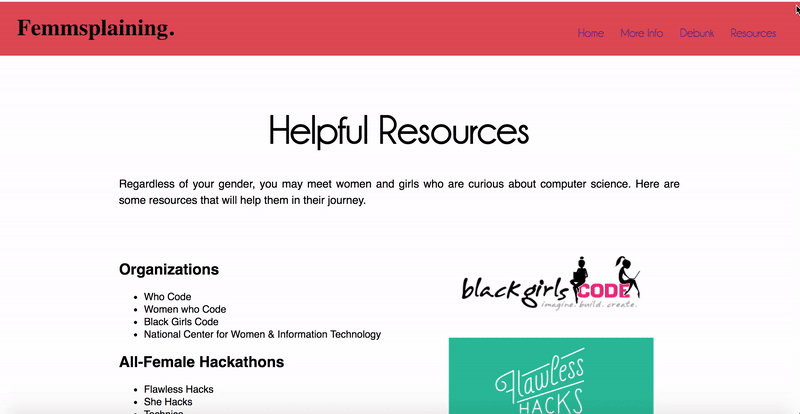 Femmsplaining.
Home More Info Debunk Resources
Helpful Resources
Regardless of your gender, you may meet women and girls who are curious about computer science. Here are
some resources that will help them in their journey.
Organizations
• Who Code
• Women who Code
• Black Girls Code
• National Center for Women & Information Technology
All-Female Hackathons
• Flawless Hacks
• She Hacks
black girls CODE
imagine. build. create.
Flawless
HACKS